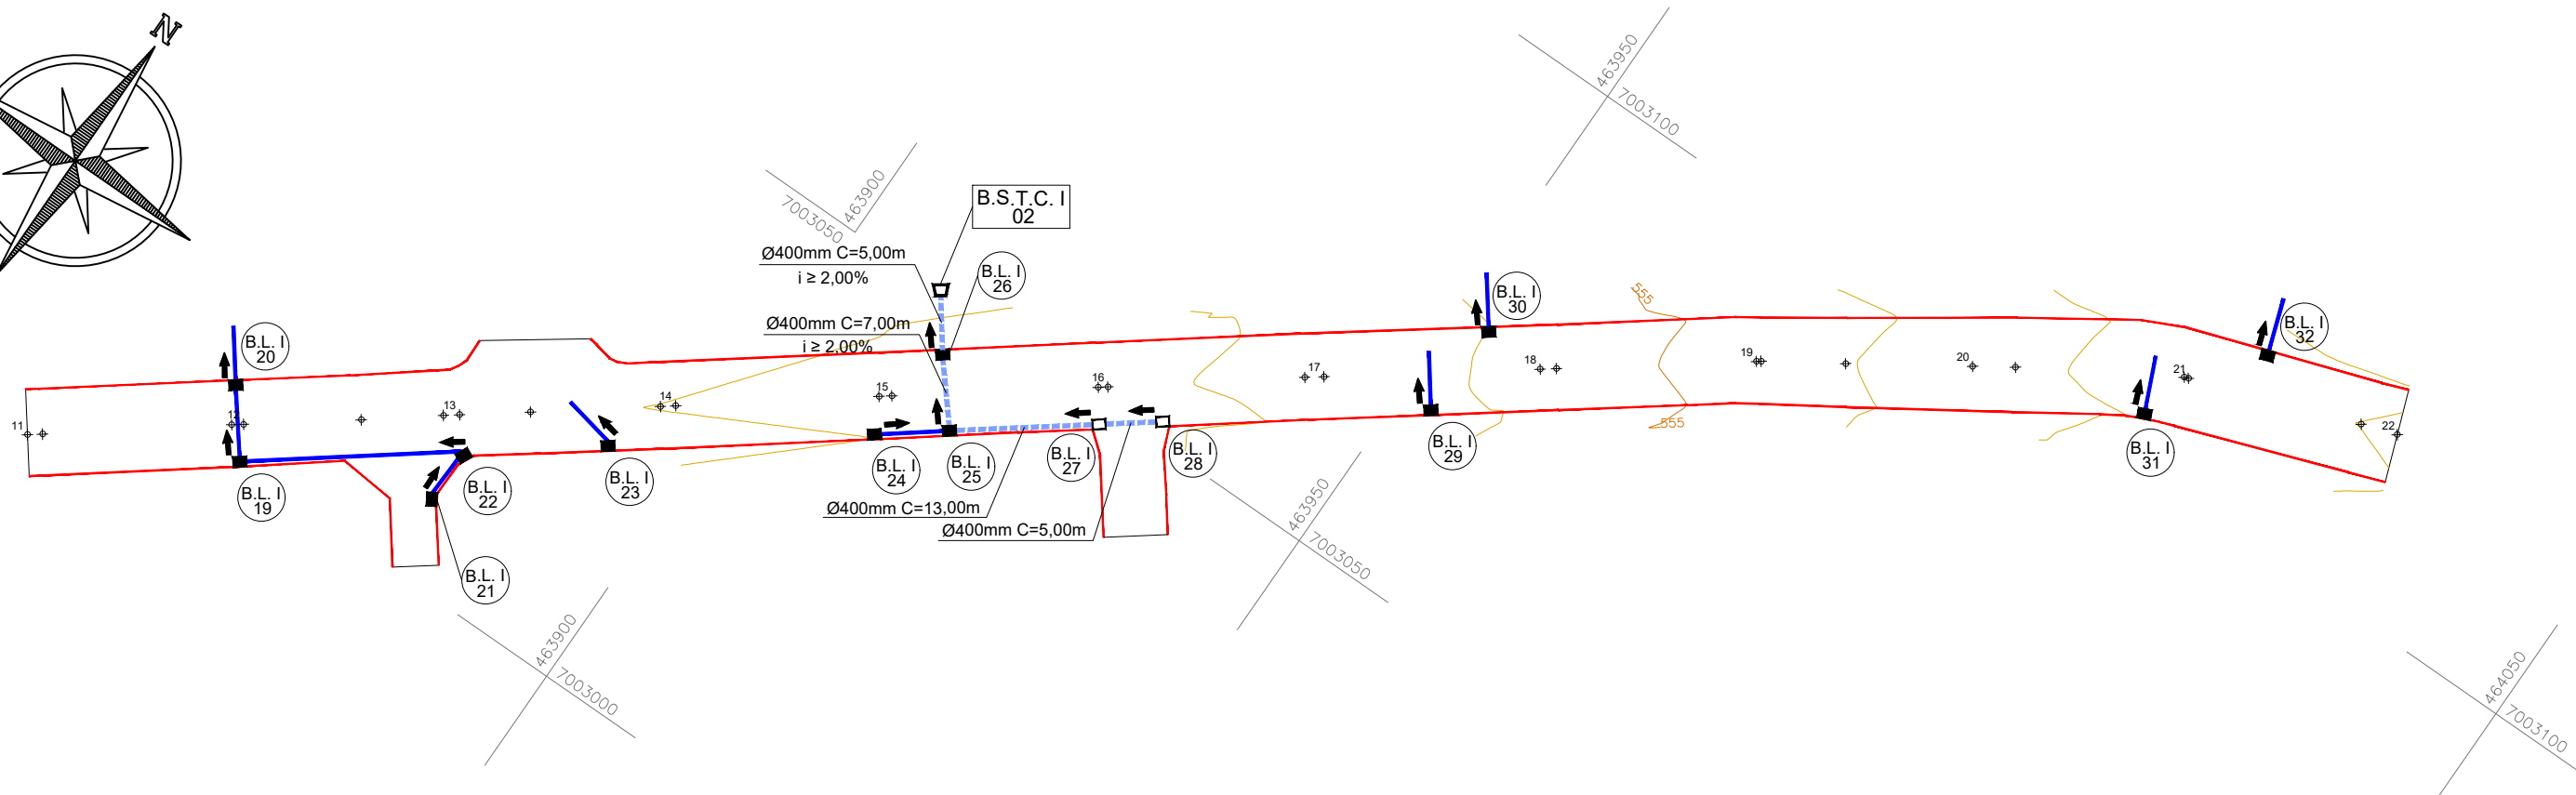 N
463950
7003100
463900
7003050
B.S.T.C. I
02
Ø400mm C=5,00m
i ≥ 2,00%
B.L. I
26
Ø400mm C=7,00m
i ≥ 2,00%
B.L. I
20
B.L. I
30
555
B.L. I
32
11
12
13
14
15
16
17
18
19
20
21
22
555
B.L. I
19
B.L. I
22
B.L. I
21
B.L. I
23
B.L. I
24
B.L. I
25
B.L. I
27
B.L. I
28
B.L. I
29
B.L. I
31
Ø400mm C=13,00m
Ø400mm C=5,00m
463950
7003050
463900
7003000
464050
7003100